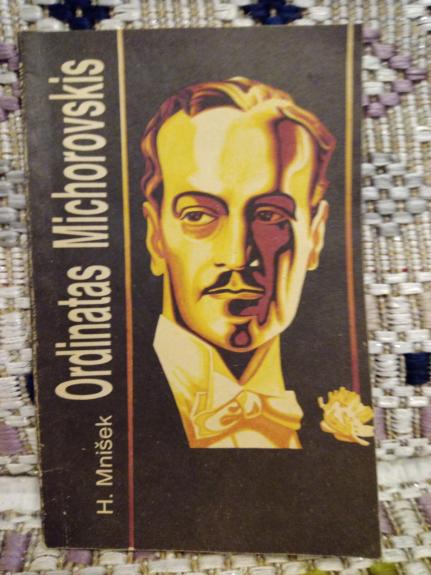 H. Mnišek
Ordinatas Michorovskis